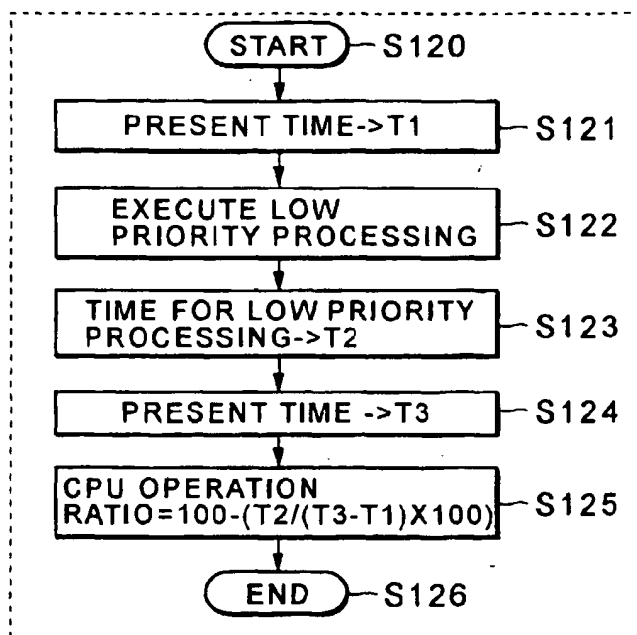 START S120
PRESENT TIME->T1 S121
EXECUTE LOW
PRIORITY PROCESSING S122
TIME FOR LOW PRIORITY
PROCESSING->T2 S123
PRESENT TIME ->T3 S124
CPU OPERATION
RATIO=100-(T2/(T3-T1)X100) S125
END S126